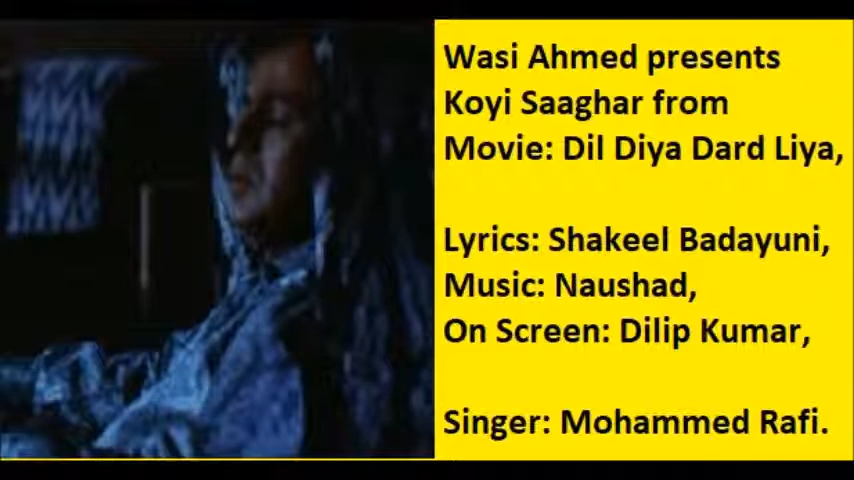 Wasi Ahmed presents
Koyi Saaghar from
Movie: Dil Diya Dard Liya,
Lyrics: Shakeel Badayuni,
Music: Naushad,
On Screen: Dilip Kumar,
Singer: Mohammed Rafi.